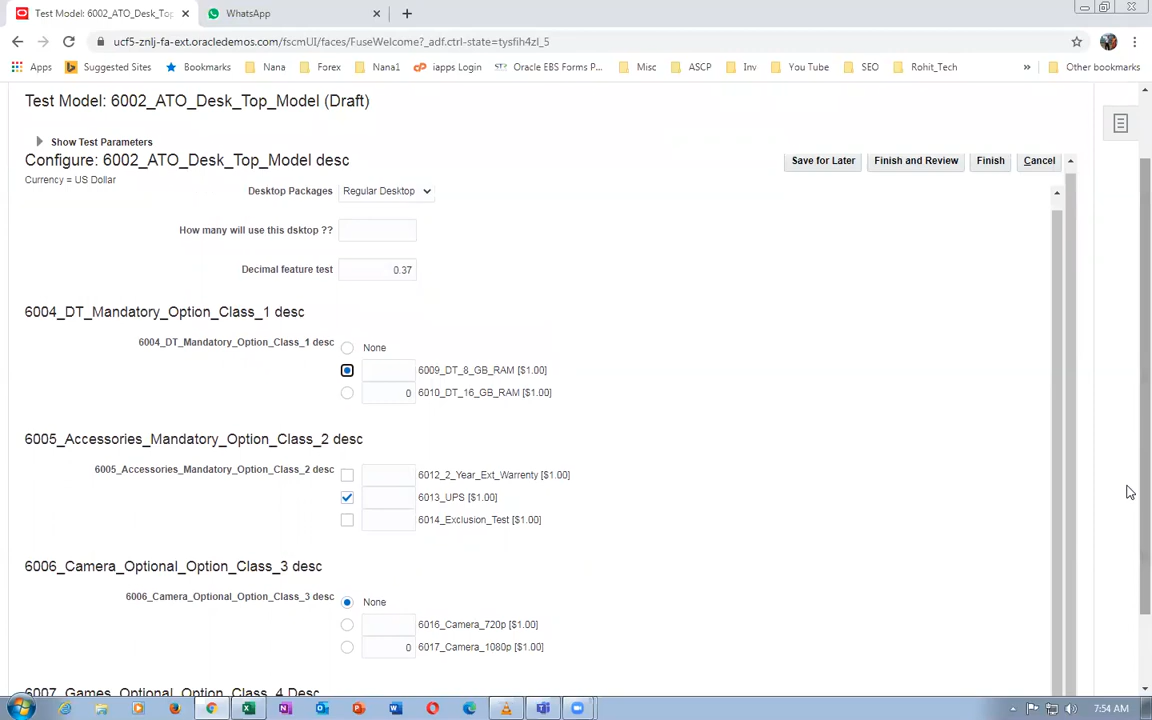 Test Model: 6002_ATO_Desk_Top_
WhatsApp
ucf5-znlj-fa-ext.oracledemos.com/fscmUI/faces/FuseWelcome?_adf.ctrl-state=tysfih4zl_5
Apps Suggested Sites Bookmarks Nana Forex Nana1 iapps Login Oracle EBS Forms P... Misc ASCP Inv You Tube SEO Rohit_Tech » Other bookmarks
Test Model: 6002_ATO_Desk_Top_Model (Draft)
Show Test Parameters
Configure: 6002_ATO_Desk_Top_Model desc
Save for Later Finish and Review Finish Cancel
Currency = US Dollar
Desktop Packages Regular Desktop
How many will use this dsktop ??
Decimal feature test 0.37
6004_DT_Mandatory_Option_Class_1 desc
6004_DT_Mandatory_Option_Class_1 desc None
6009_DT_8_GB_RAM [$1.00]
0 6010_DT_16_GB_RAM [$1.00]
6005_Accessories_Mandatory_Option_Class_2 desc
6005_Accessories_Mandatory_Option_Class_2 desc 6012_2_Year_Ext_Warrenty [$1.00]
6013_UPS [$1.00]
6014_Exclusion_Test [$1.00]
6006_Camera_Optional_Option_Class_3 desc
6006_Camera_Optional_Option_Class_3 desc None
6016_Camera_720p [$1.00]
0 6017_Camera_1080p [$1.00]
6007_Games_Optional_Option_Class_4 Desc
7:54 AM